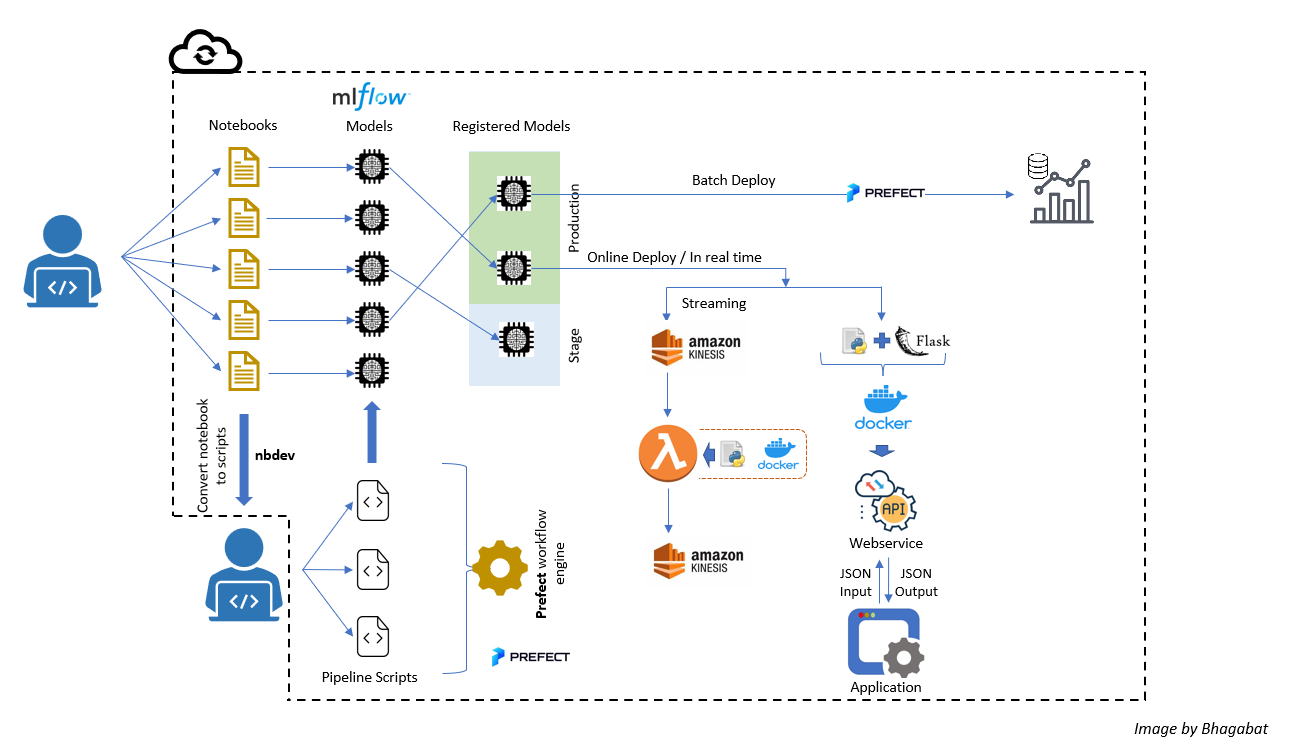 mlflow
Notebooks
Models
Registered Models
Batch Deploy
PREFECT
Production
Online Deploy / In real time
Streaming
Stage
amazon
KINESIS
Flask
docker
Convert notebook
to scripts
nbdev
docker
API
Webservice
amazon
KINESIS
Prefect workflow
engine
JSON
Input
JSON
Output
PREFECT
Pipeline Scripts
Application
Image by Bhagabat